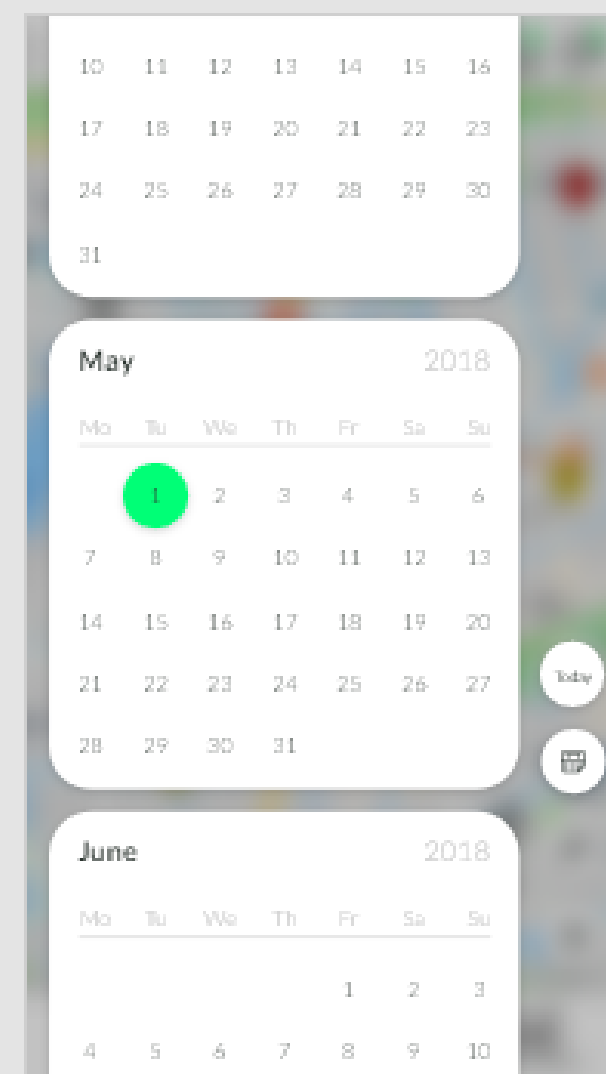 10 11 12 13 14 15 16
17 18 19 20 21 22 23
24 25 26 27 28 29 30
31
May 2018
Mo Tu We Th Fr Sa Su
1 2 3 4 5 6
7 8 9 10 11 12 13
14 15 16 17 18 19 20
21 22 23 24 25 26 27
Today
28 29 30 31
June 2018
Mo Tu We Th Fr Sa Su
1 2 3
4 5 6 7 8 9 10